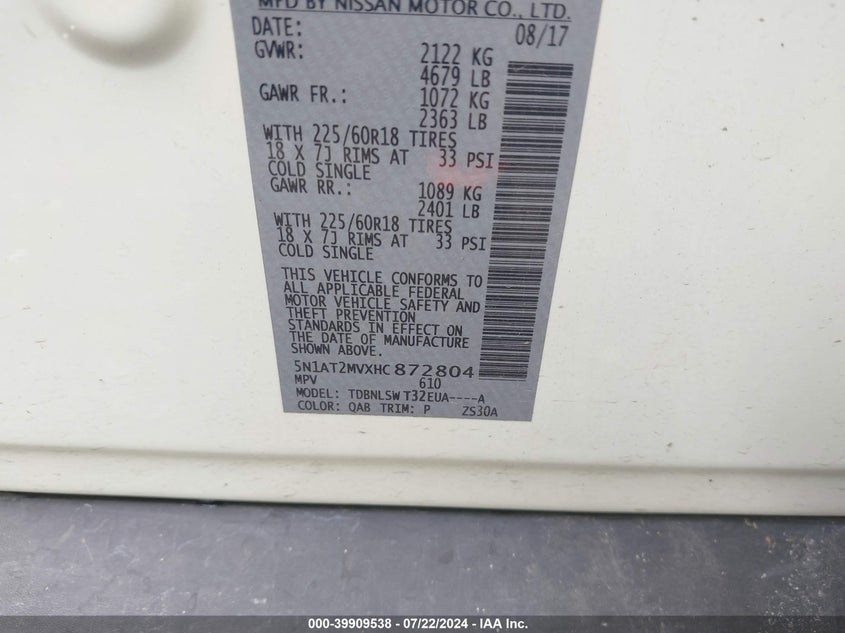 MFD BY NISSAN MOTOR CO., LTD.
DATE: 08/17
GVWR: 2122 KG
4679 LB
GAWR FR.: 1072 KG
2363 LB
WITH 225/60R18 TIRES
18 X 7J RIMS AT 33 PSI
COLD SINGLE
GAWR RR.: 1089 KG
2401 LB
WITH 225/60R18 TIRES
18 X 7J RIMS AT 33 PSI
COLD SINGLE
THIS VEHICLE CONFORMS TO
ALL APPLICABLE FEDERAL
MOTOR VEHICLE SAFETY AND
THEFT PREVENTION
STANDARDS IN EFFECT ON
THE DATE OF MANUFACTURE
SHOWN ABOVE.
5N1AT2MVXHC872804
MPV 610
MODEL: TDBNLSW T32EUA----A
COLOR: QAB TRIM: P ZS30A
000-39909538 - 07/22/2024 - IAA Inc.